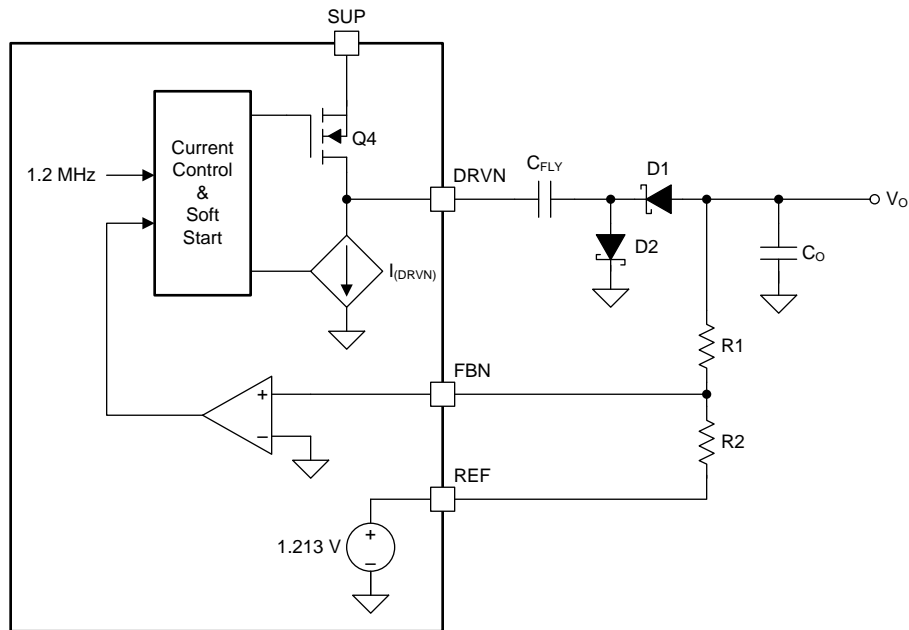 SUP
Current
Control
&
Soft
Start
1.2 MHz
Q4
DRVN
CFLY
D1
VO
D2
CO
I(DRVN)
R1
FBN
+
−
R2
REF
1.213 V
+
−